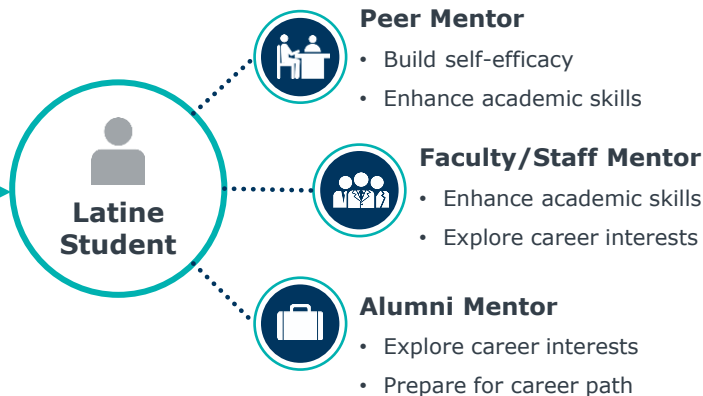 Peer Mentor
• Build self-efficacy
• Enhance academic skills
Faculty/Staff Mentor
• Enhance academic skills
• Explore career interests
Latine
Student
Alumni Mentor
• Explore career interests
• Prepare for career path